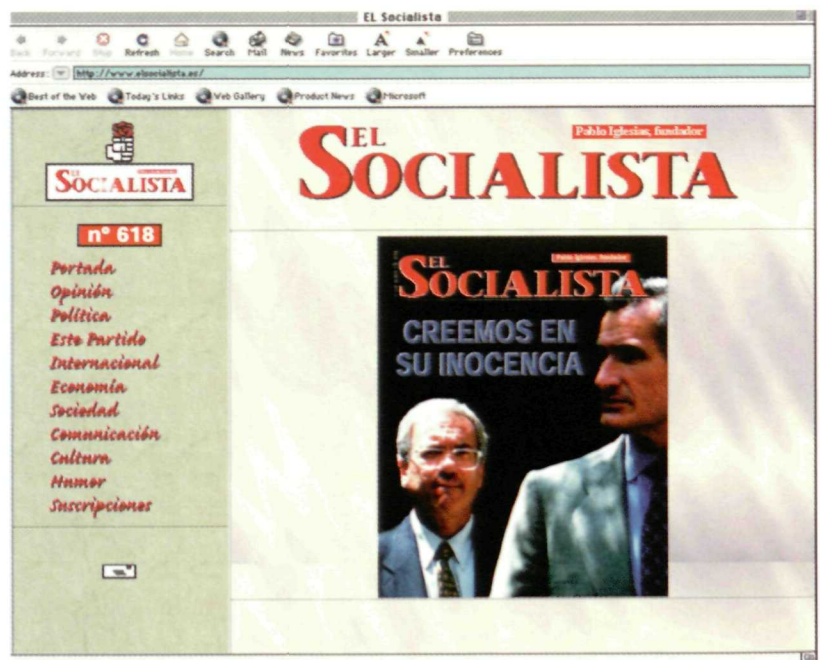 EL Socialista
Back Forward Stop Refresh Home Search Mail News Favorites Larger Smaller Preferences
Address: http://www.elsocialista.es/
Best of the Web Today's Links Web Gallery Product News Microsoft
EL
SOCIALISTA
nº 618
Portada
Opinión
Política
Este Partido
Internacional
Economía
Sociedad
Comunicación
Cultura
Humor
Suscripciones
Pablo Iglesias, fundador
EL
SOCIALISTA
Pablo Iglesias, fundador
EL
SOCIALISTA
CREEMOS EN
SU INOCENCIA